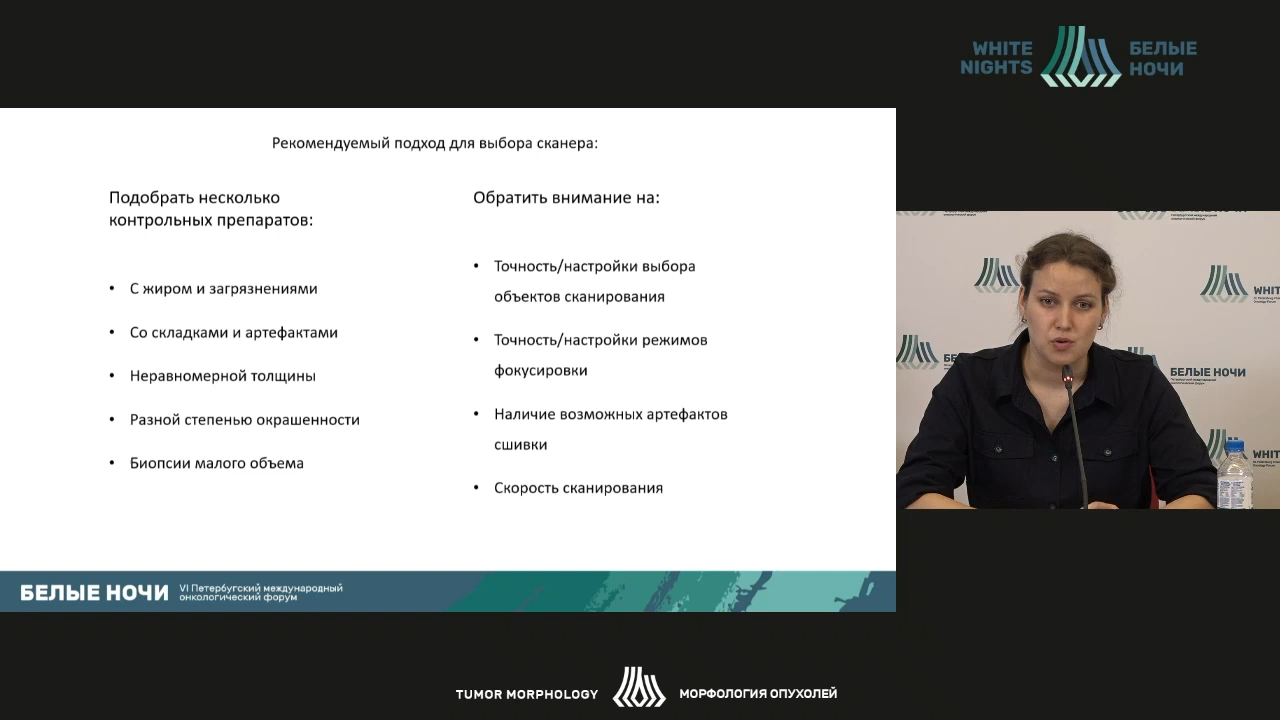 WHITE
NIGHTS
БЕЛЫЕ
НОЧИ
Рекомендуемый подход для выбора сканера:
Подобрать несколько
контрольных препаратов:
• С жиром и загрязнениями
• Со складками и артефактами
• Неравномерной толщины
• Разной степенью окрашенности
• Биопсии малого объема
Обратить внимание на:
• Точность/настройки выбора
объектов сканирования
• Точность/настройки режимов
фокусировки
• Наличие возможных артефактов
сшивки
• Скорость сканирования
БЕЛЫЕ НОЧИ
VI Петербугский международный
онкологический форум
БЕЛЫЕ НОЧИ
TUMOR MORPHOLOGY
МОРФОЛОГИЯ ОПУХОЛЕЙ